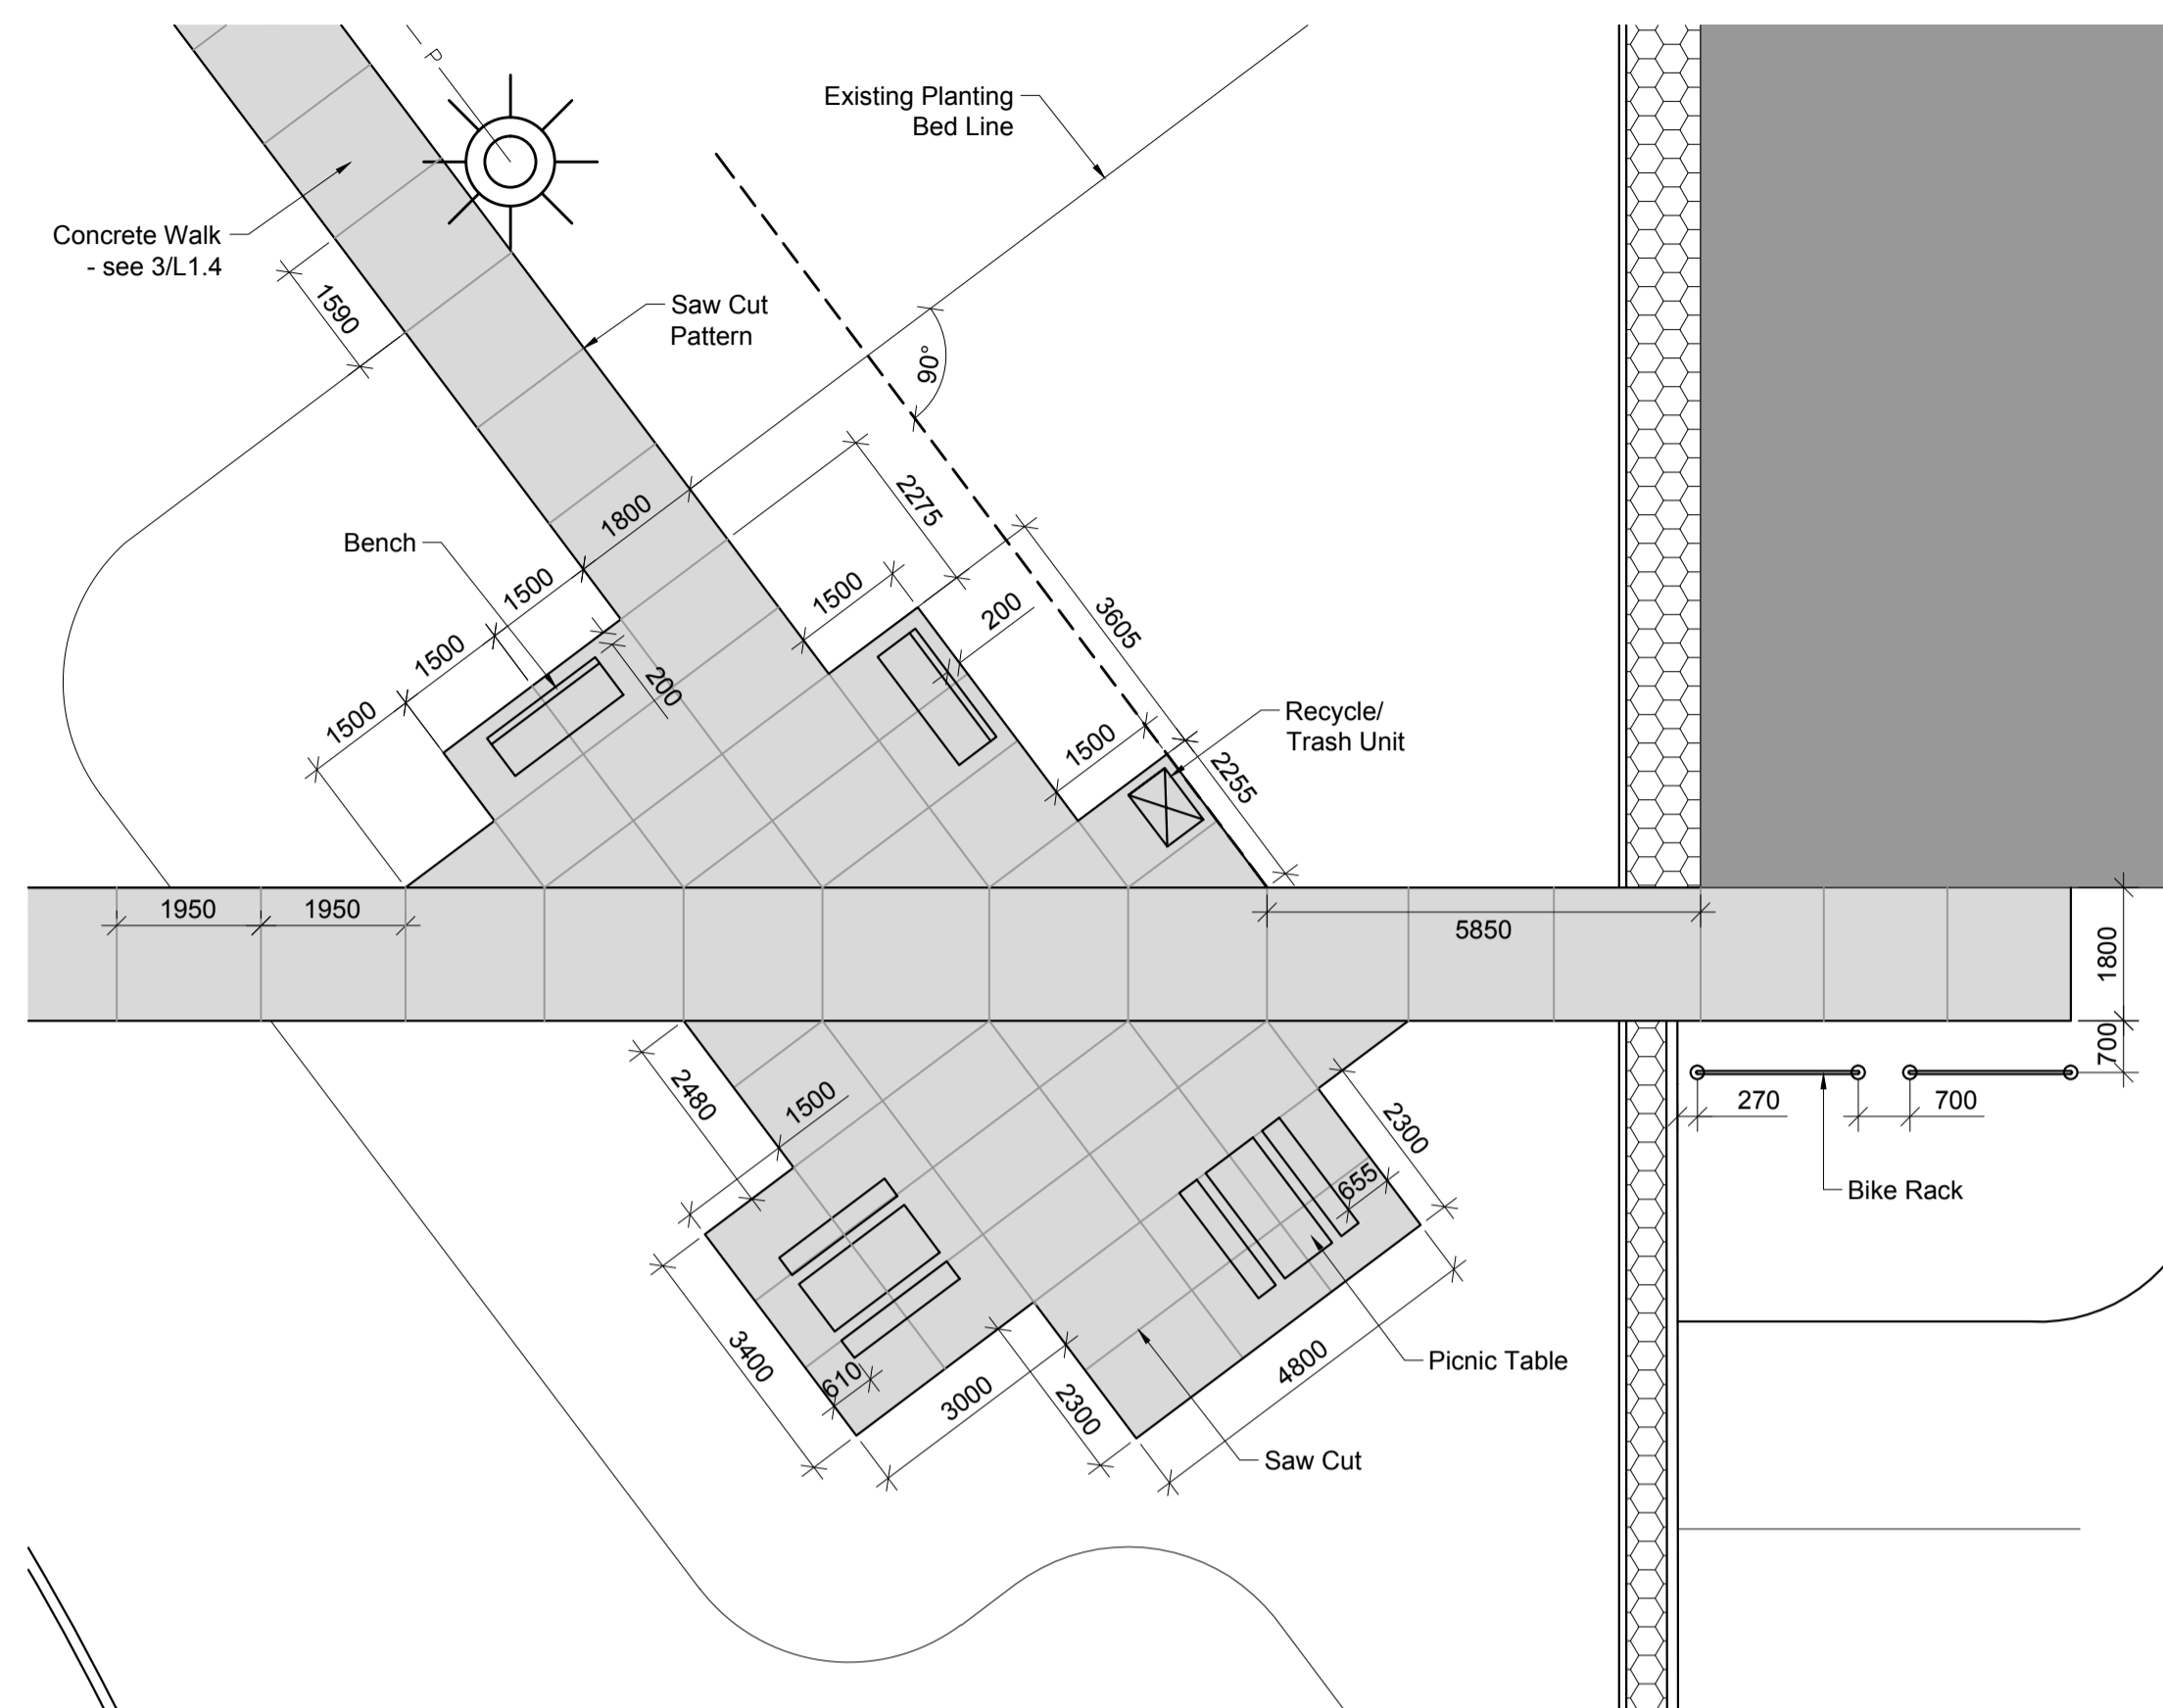 P
Existing Planting
Bed Line
Concrete Walk
- see 3/L1.4
1590
Saw Cut
Pattern
90°
2275
1800
Bench
1500
1500
1500
1500
200
200
3605
1500
Recycle/
Trash Unit
2255
1950
1950
5850
1800
700
270
700
Bike Rack
2480
1500
2300
655
3400
610
3000
2300
4800
Picnic Table
Saw Cut